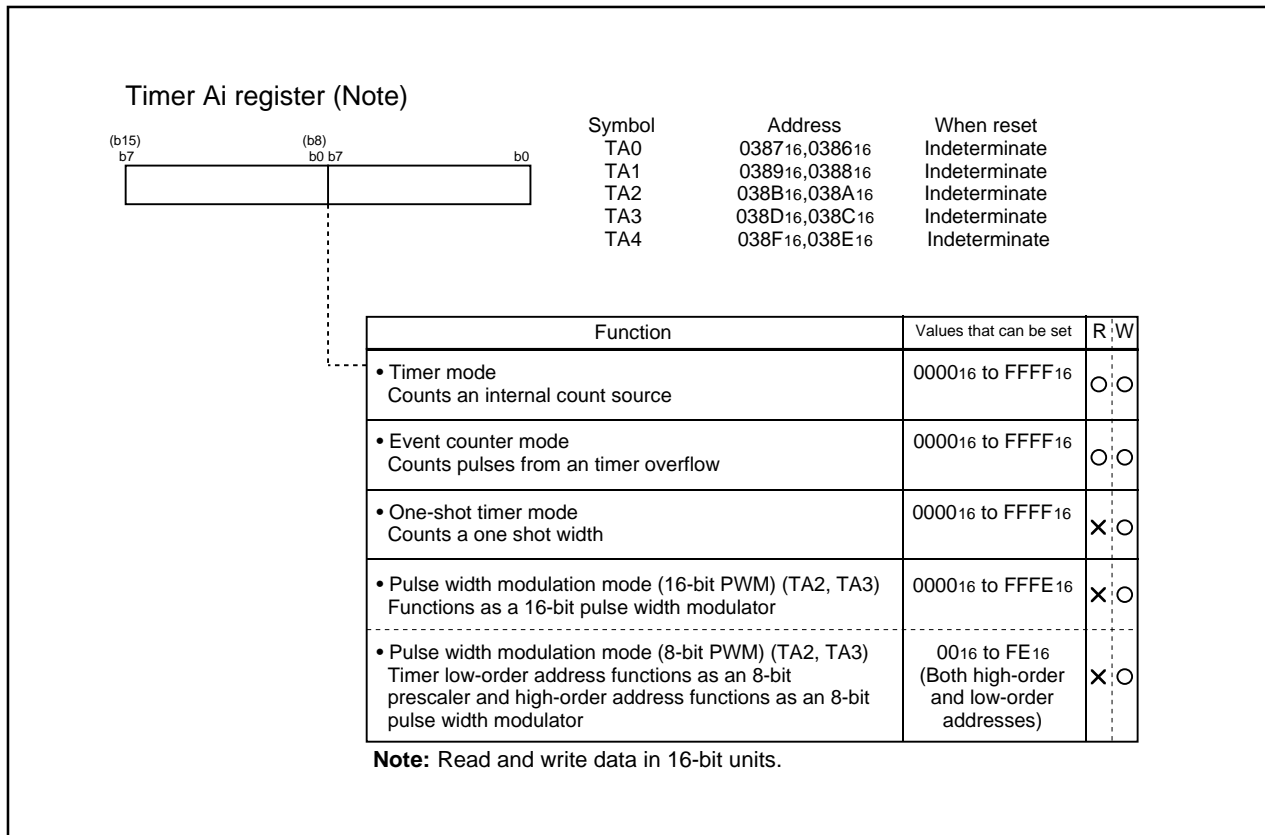 Timer Ai register (Note)
(b15) (b8)
b7 b0 b7 b0
Symbol Address When reset
TA0 038716,038616 Indeterminate
TA1 038916,038816 Indeterminate
TA2 038B16,038A16 Indeterminate
TA3 038D16,038C16 Indeterminate
TA4 038F16,038E16 Indeterminate
Function Values that can be set R W
• Timer mode 000016 to FFFF16
Counts an internal count source
• Event counter mode 000016 to FFFF16
Counts pulses from an timer overflow
• One-shot timer mode 000016 to FFFF16
Counts a one shot width
• Pulse width modulation mode (16-bit PWM) (TA2, TA3) 000016 to FFFE16
Functions as a 16-bit pulse width modulator
• Pulse width modulation mode (8-bit PWM) (TA2, TA3) 0016 to FE16
Timer low-order address functions as an 8-bit (Both high-order
prescaler and high-order address functions as an 8-bit and low-order
pulse width modulator addresses)
Note: Read and write data in 16-bit units.